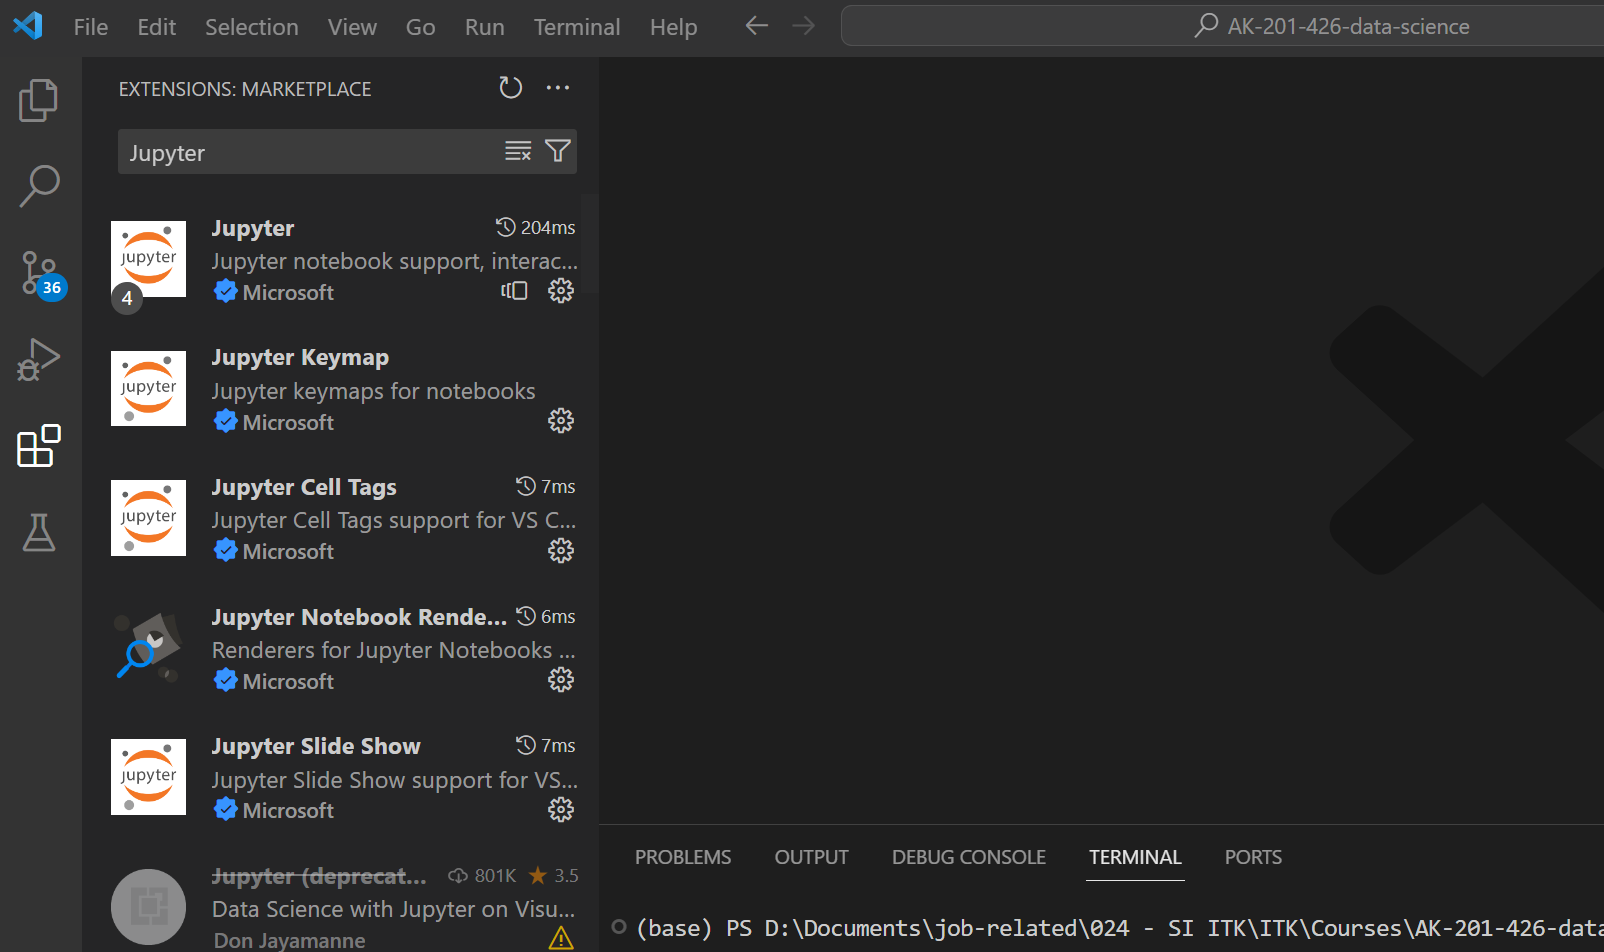 File Edit Selection View Go Run Terminal Help
AK-201-426-data-science
EXTENSIONS: MARKETPLACE
Jupyter
Jupyter 204ms
Jupyter notebook support, interac...
Microsoft
jupyter
4
36
Jupyter Keymap
Jupyter keymaps for notebooks
Microsoft
jupyter
Jupyter Cell Tags 7ms
Jupyter Cell Tags support for VS C...
Microsoft
jupyter
Jupyter Notebook Rende... 6ms
Renderers for Jupyter Notebooks ...
Microsoft
Jupyter Slide Show 7ms
Jupyter Slide Show support for VS...
Microsoft
jupyter
Jupyter (deprecat... 801K 3.5
Data Science with Jupyter on Visu...
Don Jayamanne
PROBLEMS OUTPUT DEBUG CONSOLE TERMINAL PORTS
(base) PS D:\Documents\job-related\024 - SI ITK\ITK\Courses\AK-201-426-data